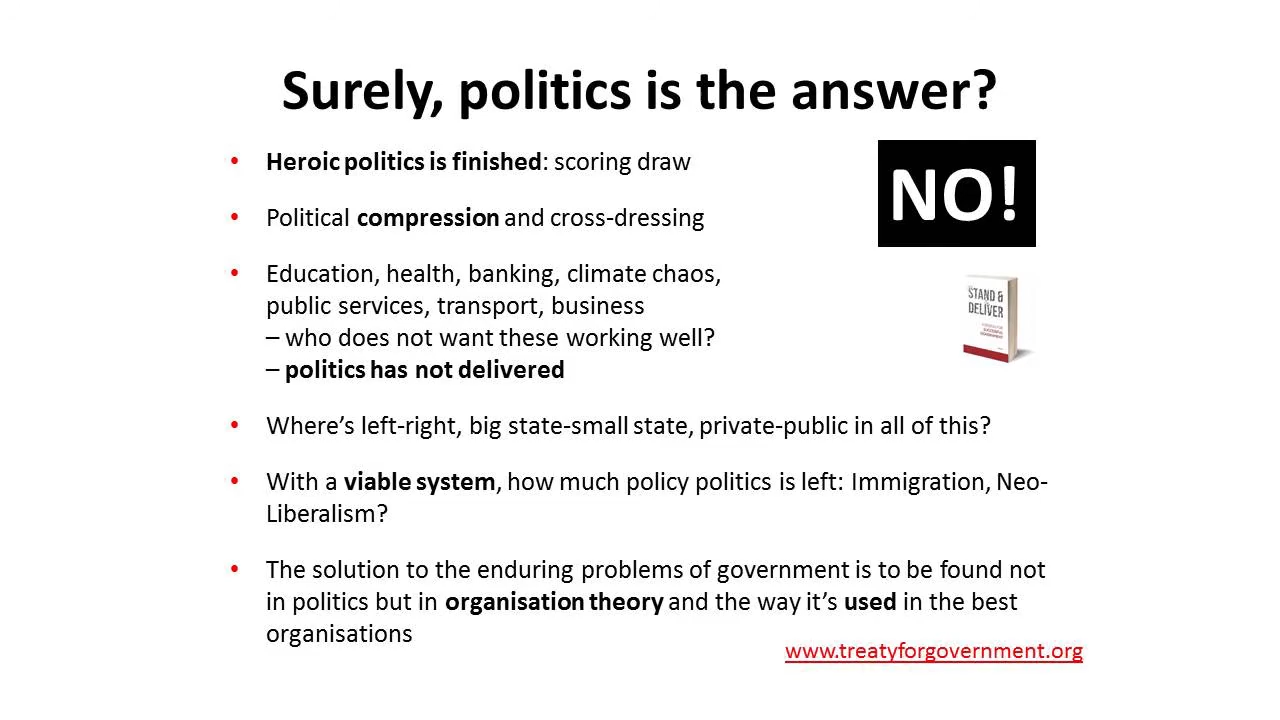 Surely, politics is the answer?
• Heroic politics is finished: scoring draw
NO!
• Political compression and cross-dressing
• Education, health, banking, climate chaos,
public services, transport, business
– who does not want these working well?
– politics has not delivered
STAND &
DELIVER
• Where’s left-right, big state-small state, private-public in all of this?
• With a viable system, how much policy politics is left: Immigration, Neo-
Liberalism?
• The solution to the enduring problems of government is to be found not
in politics but in organisation theory and the way it’s used in the best
organisations
www.treatyforgovernment.org